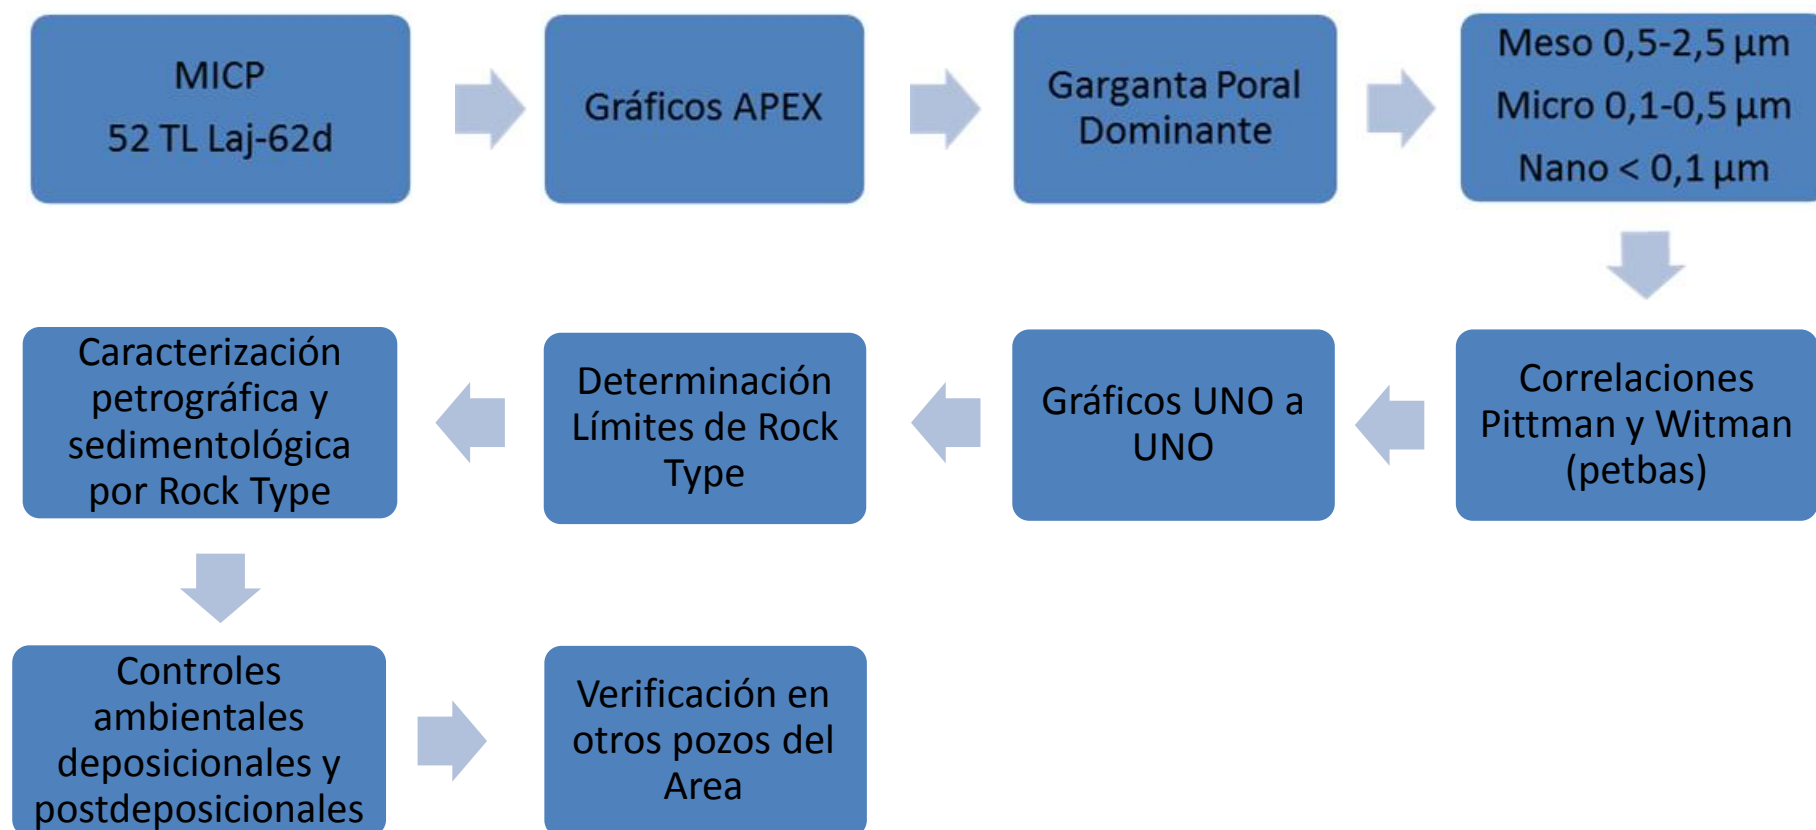 MICP
52 TL Laj-62d
Gráficos APEX
Garganta Poral
Dominante
Meso 0,5-2,5 µm
Micro 0,1-0,5 µm
Nano < 0,1 µm
Correlaciones
Pittman y Witman
(petbas)
Gráficos UNO a
UNO
Determinación
Límites de Rock
Type
Caracterización
petrográfica y
sedimentológica
por Rock Type
Controles
ambientales
deposicionales y
postdeposicionales
Verificación en
otros pozos del
Area